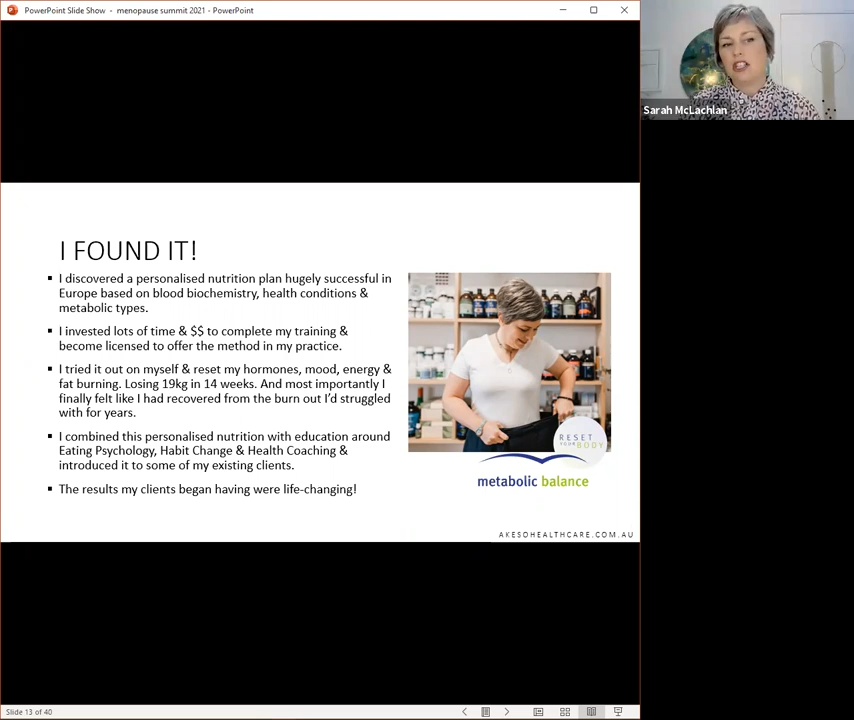 PowerPoint Slide Show - menopause summit 2021 - PowerPoint
Sarah McLachlan
I FOUND IT!
▪ I discovered a personalised nutrition plan hugely successful in
Europe based on blood biochemistry, health conditions &
metabolic types.
▪ I invested lots of time & $$ to complete my training &
become licensed to offer the method in my practice.
▪ I tried it out on myself & reset my hormones, mood, energy &
fat burning. Losing 19kg in 14 weeks. And most importantly I
finally felt like I had recovered from the burn out I'd struggled
with for years.
▪ I combined this personalised nutrition with education around
Eating Psychology, Habit Change & Health Coaching &
introduced it to some of my existing clients.
▪ The results my clients began having were life-changing!
RESET
YOUR BODY
metabolic balance
AKESOHEALTHCARE.COM.AU
Slide 13 of 40